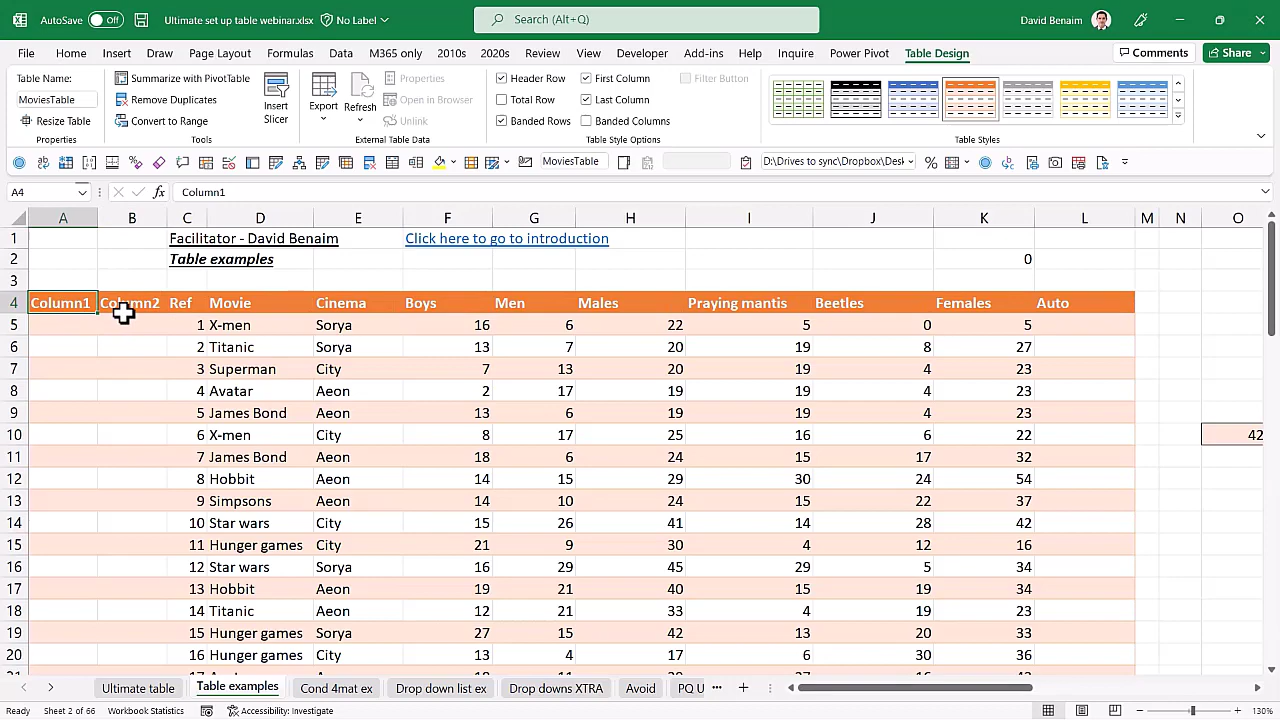 AutoSave Off Ultimate set up table webinar.xlsx No Label Search (Alt+Q) David Benaim
File Home Insert Draw Page Layout Formulas Data M365 only 2010s 2020s Review View Developer Add-ins Help Inquire Power Pivot Table Design Comments Share
Table Name: Summarize with PivotTable Properties Header Row First Column Filter Button
MoviesTable Remove Duplicates Insert Slicer Export Refresh Open in browser Total Row Last Column
Resize Table Convert to Range Unlink Banded Rows Banded Columns
Properties Tools External Table Data Table Style Options Table Styles
MoviesTable D:\Drives to sync\Dropbox\Desk
A4 fx Column1
A B C D E F G H I J K L M N O
1 Facilitator - David Benaim Click here to go to introduction
2 Table examples 0
3
4 Column1 Column2 Ref Movie Cinema Boys Men Males Praying mantis Beetles Females Auto
5 1 X-men Sorya 16 6 22 5 0 5
6 2 Titanic Sorya 13 7 20 19 8 27
7 3 Superman City 7 13 20 19 4 23
8 4 Avatar Aeon 2 17 19 19 4 23
9 5 James Bond Aeon 13 6 19 19 4 23
10 6 X-men City 8 17 25 16 6 22 42
11 7 James Bond Aeon 18 6 24 15 17 32
12 8 Hobbit Aeon 14 15 29 30 24 54
13 9 Simpsons Aeon 14 10 24 15 22 37
14 10 Star wars City 15 26 41 14 28 42
15 11 Hunger games City 21 9 30 4 12 16
16 12 Star wars Sorya 16 29 45 29 5 34
17 13 Hobbit Aeon 19 21 40 15 19 34
18 14 Titanic Aeon 12 21 33 4 19 23
19 15 Hunger games Sorya 27 15 42 13 20 33
20 16 Hunger games City 13 4 17 6 30 36
Ultimate table Table examples Cond 4mat ex Drop down list ex Drop downs XTRA Avoid PQ U ...
Ready Sheet 2 of 66 Workbook Statistics Accessibility: Investigate 130%